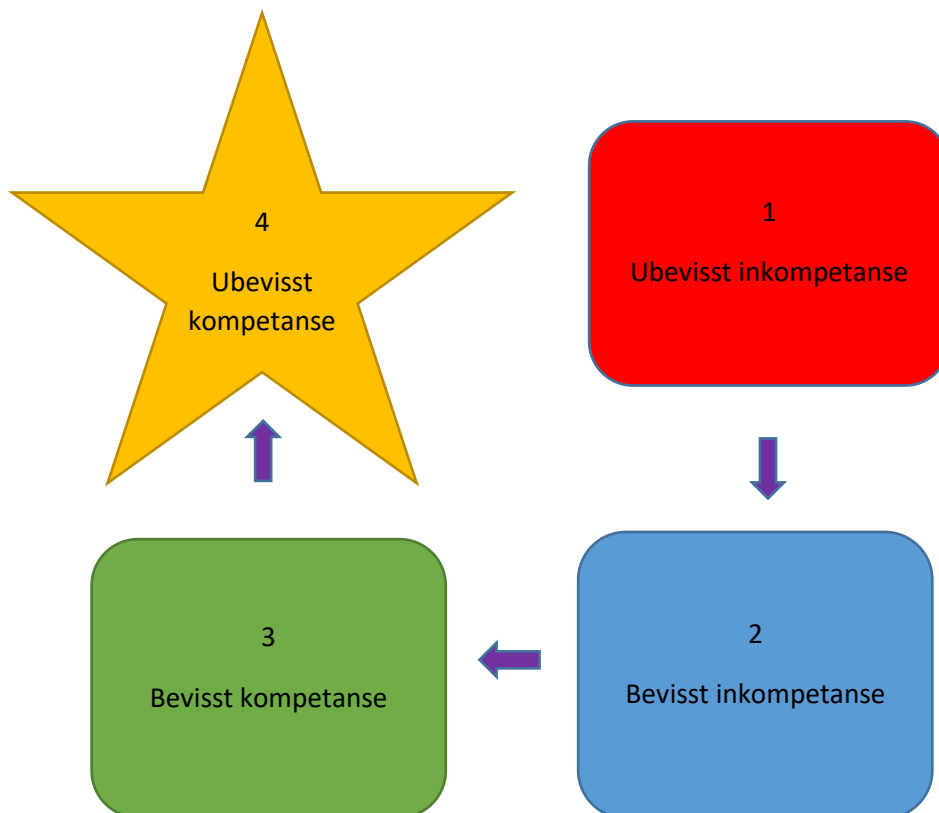 1
Ubevisst inkompetanse
2
Bevisst inkompetanse
3
Bevisst kompetanse
4
Ubevisst
kompetanse